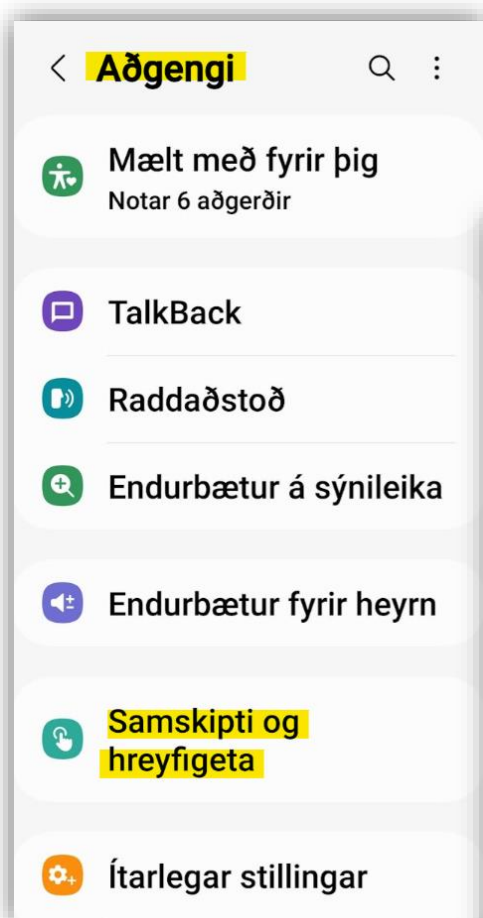 Aðgengi
Mælt með fyrir þig
Notar 6 aðgerðir
TalkBack
Raddaðstoð
Endurbætur á sýnileika
Endurbætur fyrir heyrn
Samskipti og
hreyfigeta
Ítarlegar stillingar